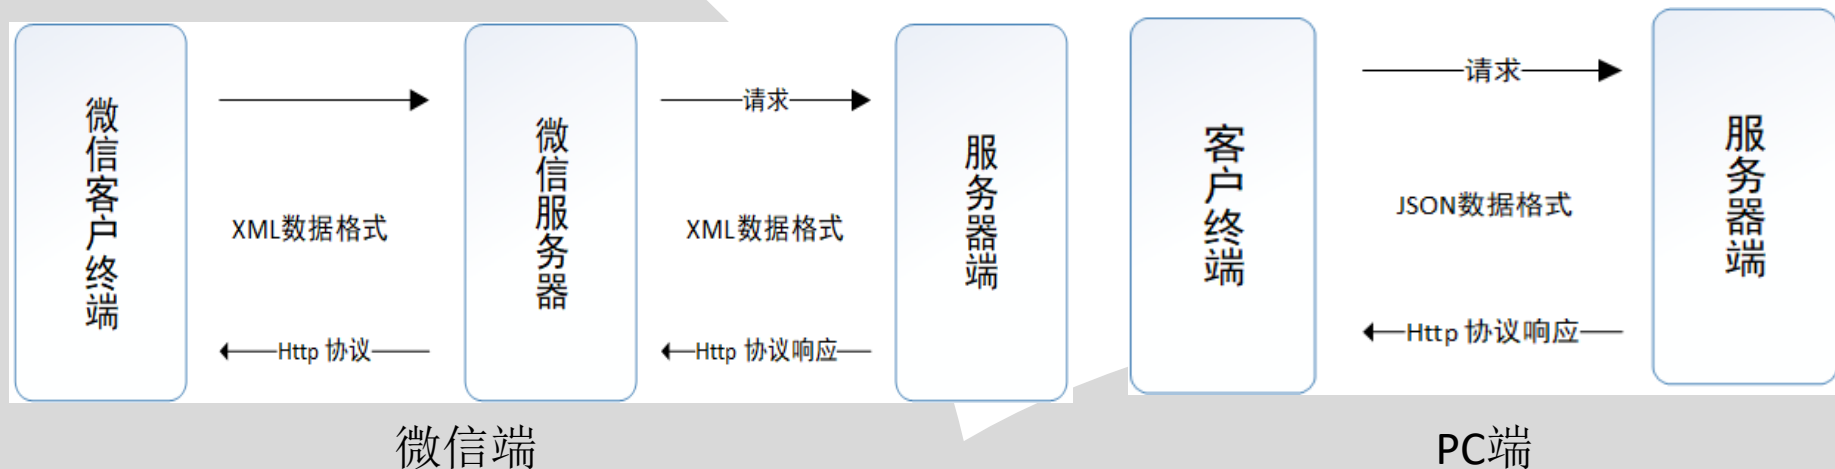 微信客户终端
XML数据格式
Http 协议
微信服务器
请求
XML数据格式
Http 协议响应
服务器端
微信端
客户终端
请求
JSON数据格式
Http 协议响应
服务器端
PC端